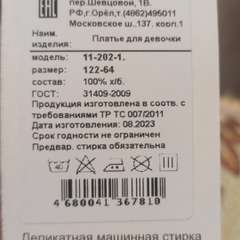 EAC
пер.Шевцовой, 1В.
РФ,г.Орёл,т.(4862)495011
Московское ш.,137. корп.1
Наим.
изделия: Платье для девочки
модель: 11-202-1.
размер: 122-64
состав: 100% х/б.
ГОСТ: 31409-2009
Продукция изготовлена в соотв. с
требованиями ТР ТС 007/2011
Дата изготовления: 08.2023
Срок годности не ограничен
Предвар. стирка обязательна
4 680041 367810
Деликатная машинная стирка